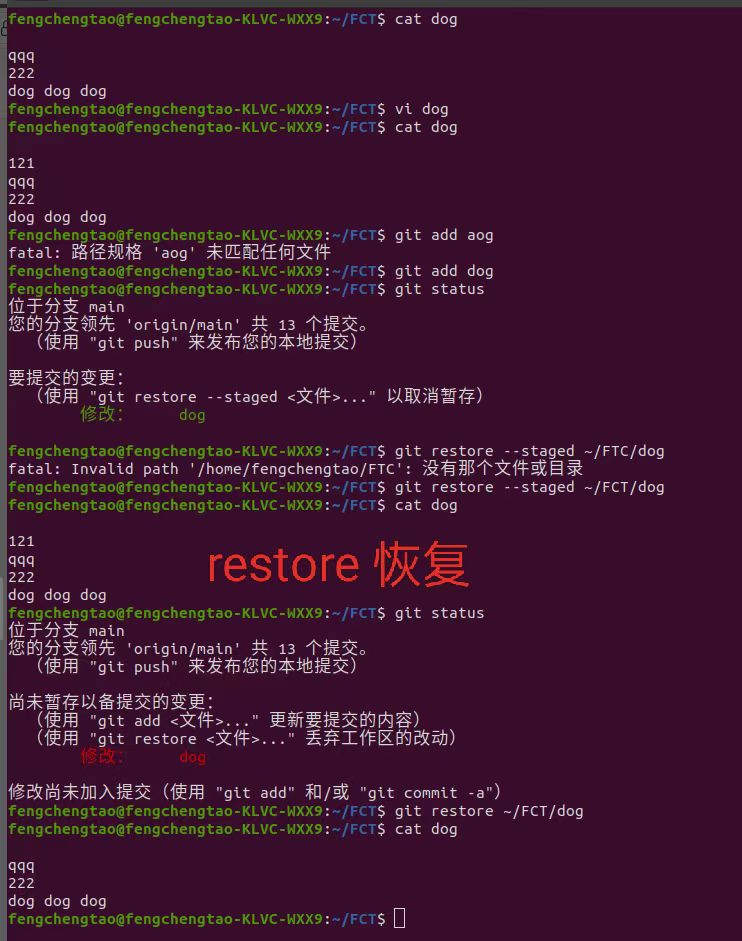 fengchengtao@fengchengtao-KLVC-WXX9:~/FCT$ cat dog
qqq
222
dog dog dog
fengchengtao@fengchengtao-KLVC-WXX9:~/FCT$ vi dog
fengchengtao@fengchengtao-KLVC-WXX9:~/FCT$ cat dog
121
qqq
222
dog dog dog
fengchengtao@fengchengtao-KLVC-WXX9:~/FCT$ git add aog
fatal: 路径规格 'aog' 未匹配任何文件
fengchengtao@fengchengtao-KLVC-WXX9:~/FCT$ git add dog
fengchengtao@fengchengtao-KLVC-WXX9:~/FCT$ git status
位于分支 main
您的分支领先 'origin/main' 共 13 个提交。
（使用 "git push" 来发布您的本地提交）
要提交的变更：
（使用 "git restore --staged <文件>..." 以取消暂存）
修改：     dog
fengchengtao@fengchengtao-KLVC-WXX9:~/FCT$ git restore --staged ~/FTC/dog
fatal: Invalid path '/home/fengchengtao/FTC': 没有那个文件或目录
fengchengtao@fengchengtao-KLVC-WXX9:~/FCT$ git restore --staged ~/FCT/dog
fengchengtao@fengchengtao-KLVC-WXX9:~/FCT$ cat dog
121
qqq
restore 恢复
222
dog dog dog
fengchengtao@fengchengtao-KLVC-WXX9:~/FCT$ git status
位于分支 main
您的分支领先 'origin/main' 共 13 个提交。
（使用 "git push" 来发布您的本地提交）
尚未暂存以备提交的变更：
（使用 "git add <文件>..." 更新要提交的内容）
（使用 "git restore <文件>..." 丢弃工作区的改动）
修改：     dog
修改尚未加入提交（使用 "git add" 和/或 "git commit -a"）
fengchengtao@fengchengtao-KLVC-WXX9:~/FCT$ git restore ~/FCT/dog
fengchengtao@fengchengtao-KLVC-WXX9:~/FCT$ cat dog
qqq
222
dog dog dog
fengchengtao@fengchengtao-KLVC-WXX9:~/FCT$